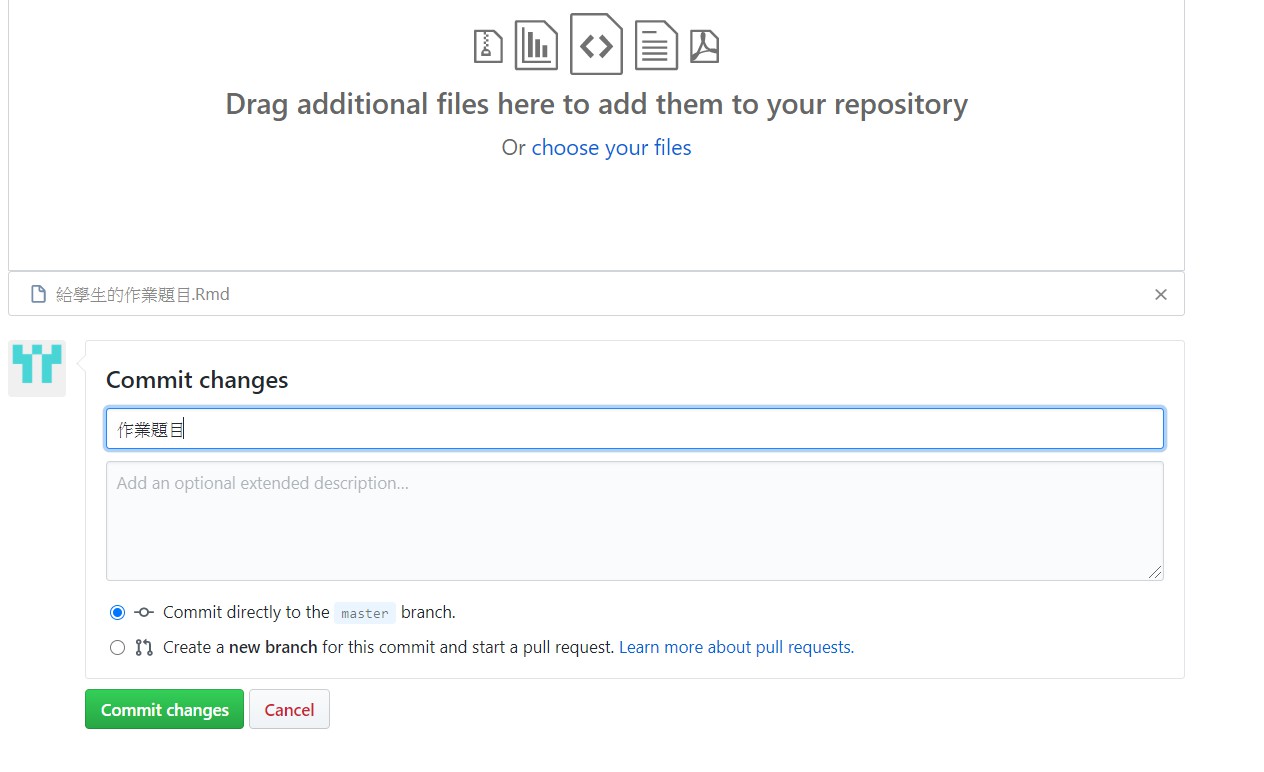 Drag additional files here to add them to your repository
Or choose your files
給學生的作業題目.Rmd
Commit changes
作業題目
Add an optional extended description...
Commit directly to the master branch.
Create a new branch for this commit and start a pull request. Learn more about pull requests.
Commit changes Cancel